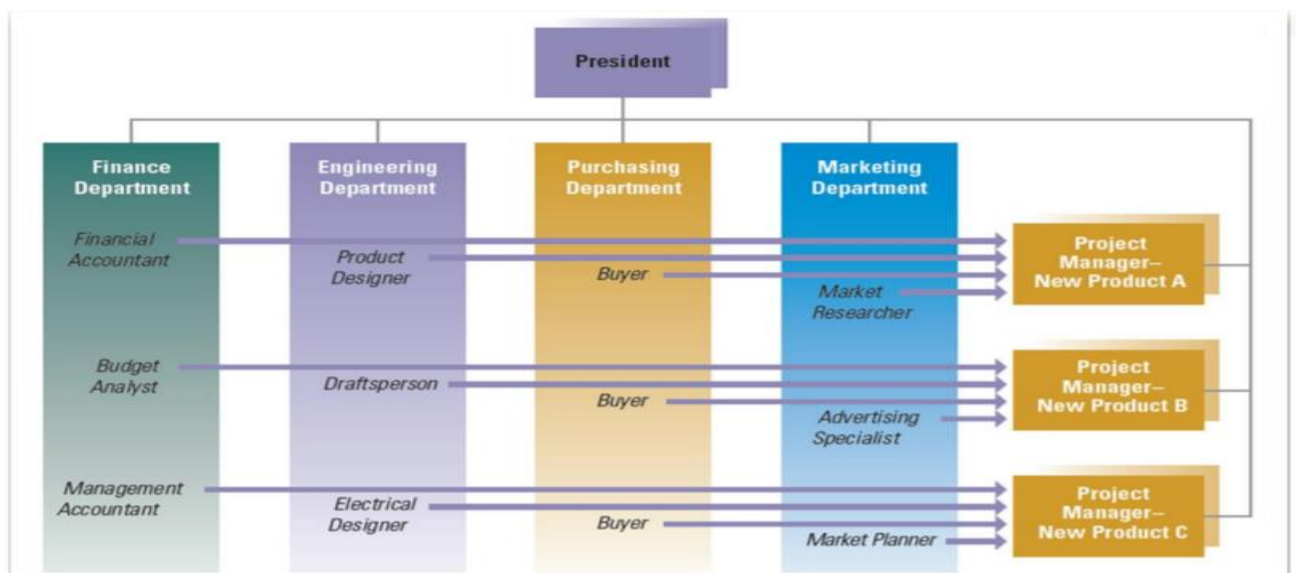 President
Finance
Department
Engineering
Department
Purchasing
Department
Marketing
Department
Financial
Accountant
Product
Designer
Buyer
Market
Researcher
Project
Manager–
New Product A
Budget
Analyst
Draftsperson
Buyer
Advertising
Specialist
Project
Manager–
New Product B
Management
Accountant
Electrical
Designer
Buyer
Market Planner
Project
Manager–
New Product C